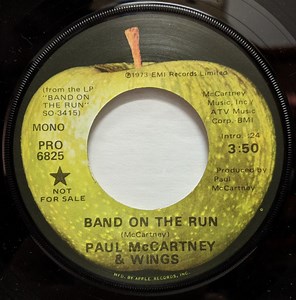 ©1973 EMI Records Limited
(from the LP
"BAND ON
THE RUN"
SO-3415)
MONO
PRO
6825
★
NOT
FOR SALE
McCartney
Music, Inc./
ATV Music
Corp. BMI
Intro :24
3:50
Produced by
Paul
McCartney
BAND ON THE RUN
(McCartney)
PAUL McCARTNEY
& WINGS
MFD. BY APPLE RECORDS, INC.